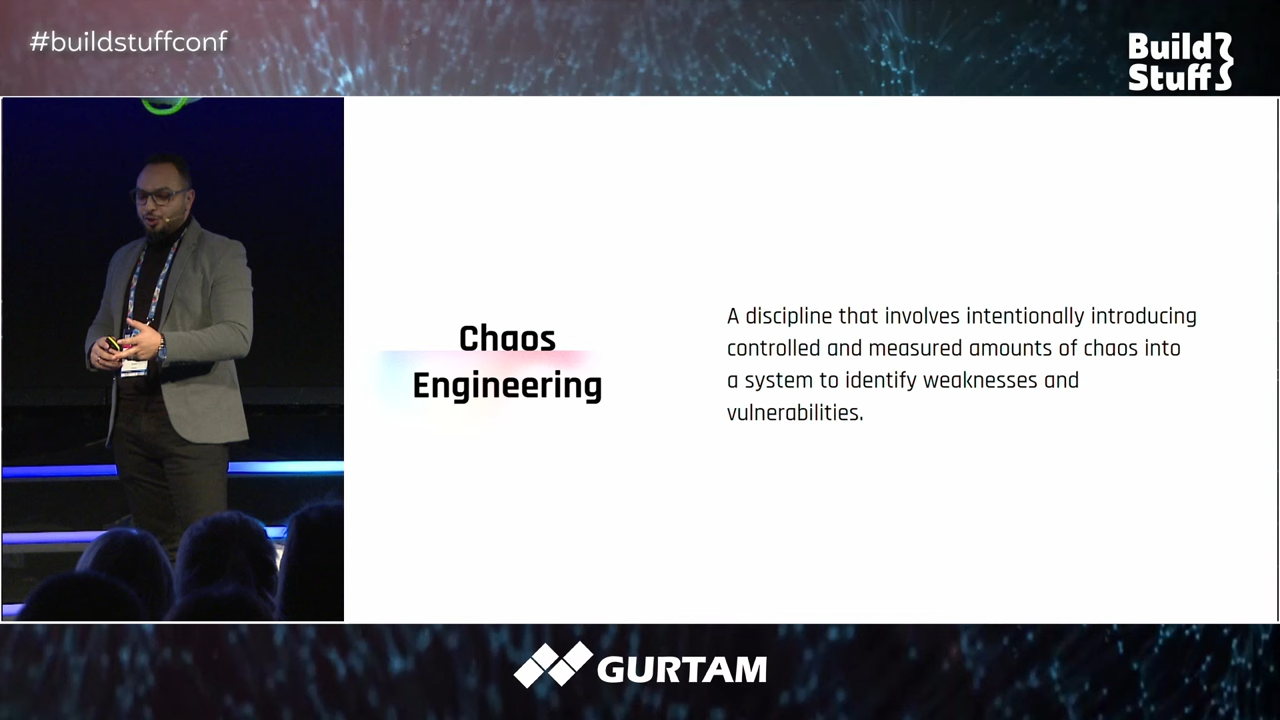 #buildstuffconf
Build
Stuff
Chaos
Engineering
A discipline that involves intentionally introducing
controlled and measured amounts of chaos into
a system to identify weaknesses and
vulnerabilities.
GURTAM